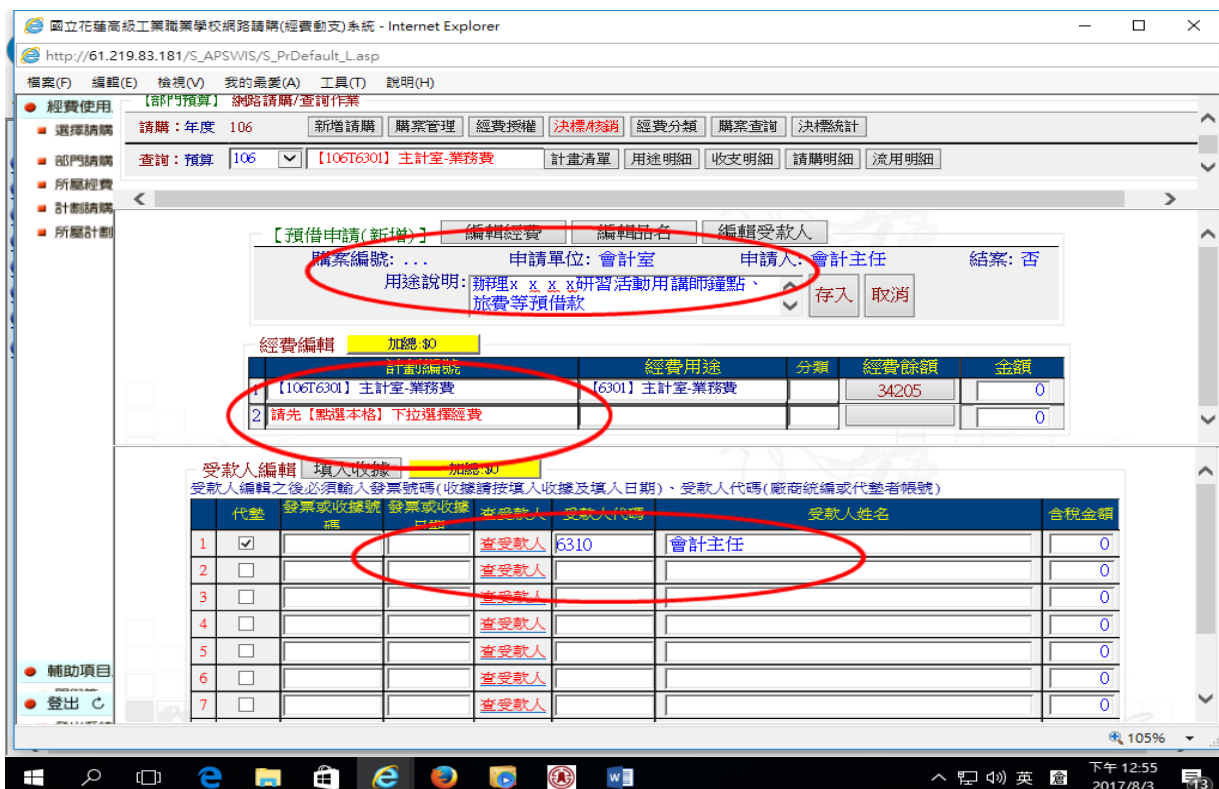 國立花蓮高級工業職業學校網路請購(經費動支)系統 - Internet Explorer
http://61.219.83.181/S_APSWIS/S_PrDefault_L.asp
檔案(F) 編輯(E) 檢視(V) 我的最愛(A) 工具(T) 說明(H)
經費使用
選擇請購
部門請購
所屬經費
計劃請購
所屬計劃
【部門預算】 網路請購/查詢作業
請購：年度 106 新增請購 購案管理 經費授權 決標/核銷 經費分類 購案查詢 決標統計
查詢：預算 106 【106T6301】主計室-業務費 計畫清單 用途明細 收支明細 請購明細 流用明細
【預借申請(新增)】 編輯經費 編輯品名 編輯受款人
購案編號: ... 申請單位: 會計室 申請人: 會計主任 結案: 否
用途說明: 辦理x x x x研習活動用講師鐘點、
旅費等預借款
存入 取消
經費編輯 加總:$0
計劃編號 經費用途 分類 經費餘額 金額
1 【106T6301】主計室-業務費 【6301】主計室-業務費 34205 0
2 請先【點選本格】下拉選擇經費 0
受款人編輯 填入收據 加總:$0
受款人編輯之後必須輸入發票號碼(收據請按填入收據及填入日期)、受款人代碼(廠商統編或代墊者帳號)
代墊 發票或收據號碼 發票或收據日期 查受款人 受款人代碼 受款人姓名 含稅金額
1 查受款人 6310 會計主任 0
2 查受款人 0
3 查受款人 0
4 查受款人 0
5 查受款人 0
6 查受款人 0
7 查受款人 0
輔助項目
登出
105%
英 倉 下午 12:55
2017/8/3
13